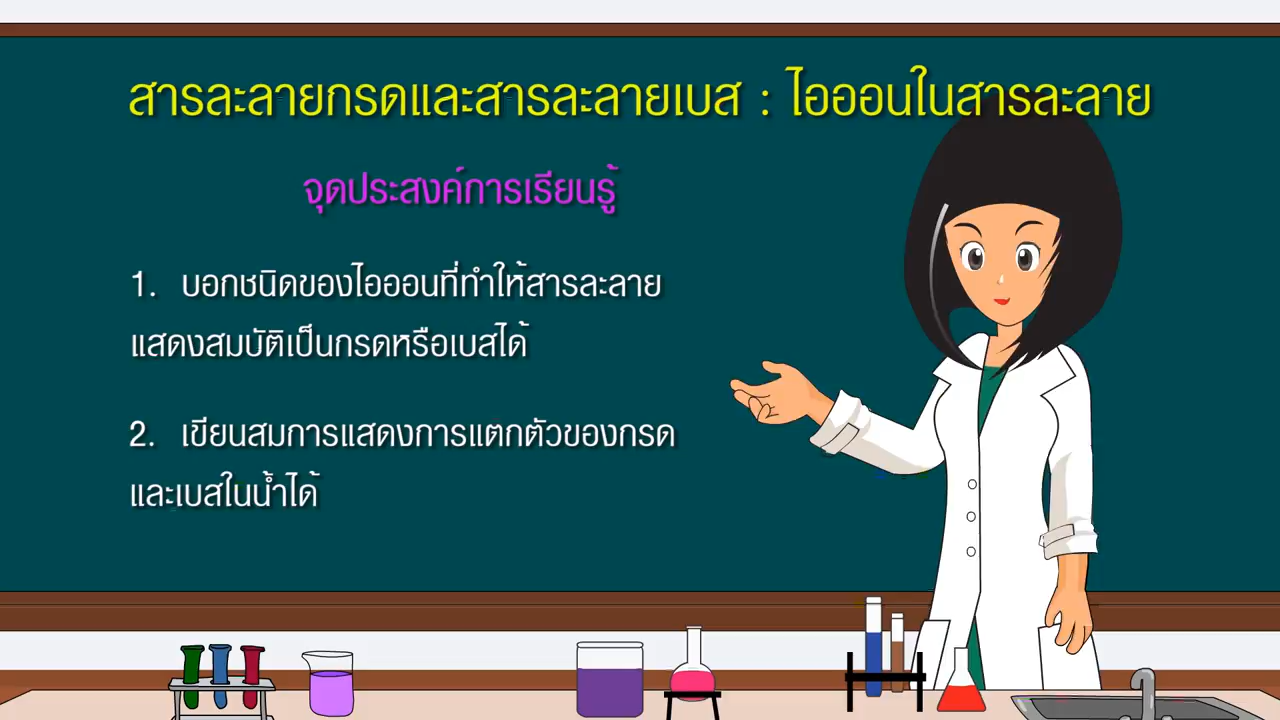 สารละลายกรดและสารละลายเบส : ไอออนในสารละลาย
จุดประสงค์การเรียนรู้
1. บอกชนิดของไอออนที่ทำให้สารละลาย
แสดงสมบัติเป็นกรดหรือเบสได้
2. เขียนสมการแสดงการแตกตัวของกรด
และเบสในน้ำได้